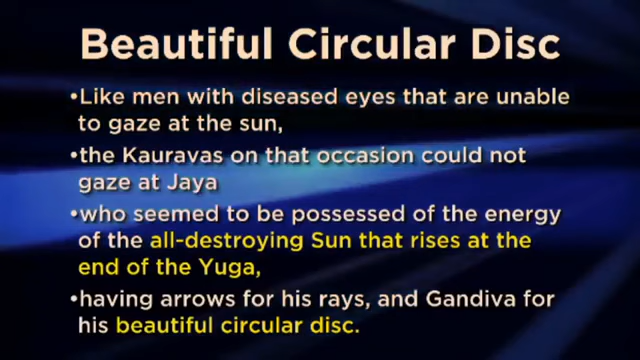 Beautiful Circular Disc
•Like men with diseased eyes that are unable
to gaze at the sun,
•the Kauravas on that occasion could not
gaze at Jaya
•who seemed to be possessed of the energy
of the all-destroying Sun that rises at the
end of the Yuga,
•having arrows for his rays, and Gandiva for
his beautiful circular disc.